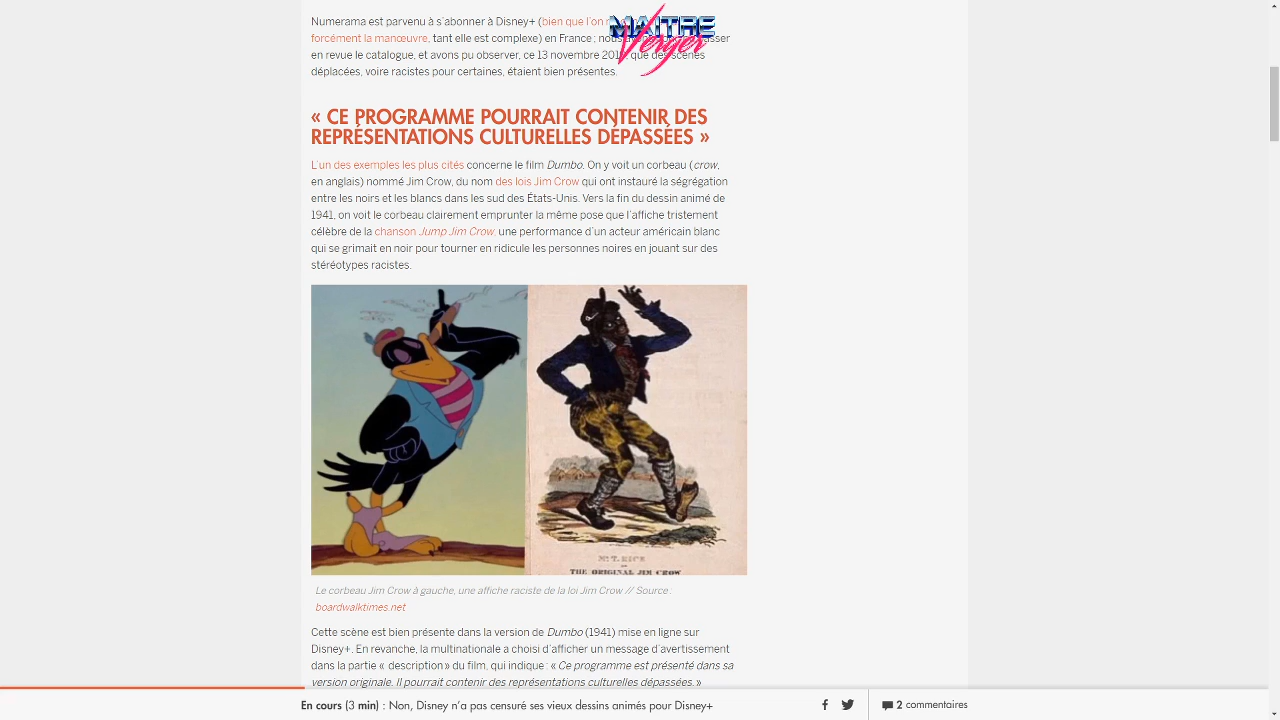 MAITRE
Verger
Numerama est parvenu à s'abonner à Disney+ (bien que l'on
forcément la manœuvre, tant elle est complexe) en France ; nous asser
en revue le catalogue, et avons pu observer, ce 13 novembre que des scènes
déplacées, voire racistes pour certaines, étaient bien présentes.
« CE PROGRAMME POURRAIT CONTENIR DES
REPRÉSENTATIONS CULTURELLES DÉPASSÉES »
L'un des exemples les plus cités concerne le film Dumbo. On y voit un corbeau (crow,
en anglais) nommé Jim Crow, du nom des lois Jim Crow qui ont instauré la ségrégation
entre les noirs et les blancs dans les sud des États-Unis. Vers la fin du dessin animé de
1941, on voit le corbeau clairement emprunter la même pose que l'affiche tristement
célèbre de la chanson Jump Jim Crow, une performance d'un acteur américain blanc
qui se grimait en noir pour tourner en ridicule les personnes noires en jouant sur des
stéréotypes racistes.
Mr. T. RICE
THE ORIGINAL JIM CROW
Le corbeau Jim Crow à gauche, une affiche raciste de la loi Jim Crow // Source :
boardwalktimes.net
Cette scène est bien présente dans la version de Dumbo (1941) mise en ligne sur
Disney+. En revanche, la multinationale a choisi d'afficher un message d'avertissement
dans la partie « description » du film, qui indique : « Ce programme est présenté dans sa
version originale. Il pourrait contenir des représentations culturelles dépassées. »
En cours (3 min) : Non, Disney n'a pas censuré ses vieux dessins animés pour Disney+
2 commentaires